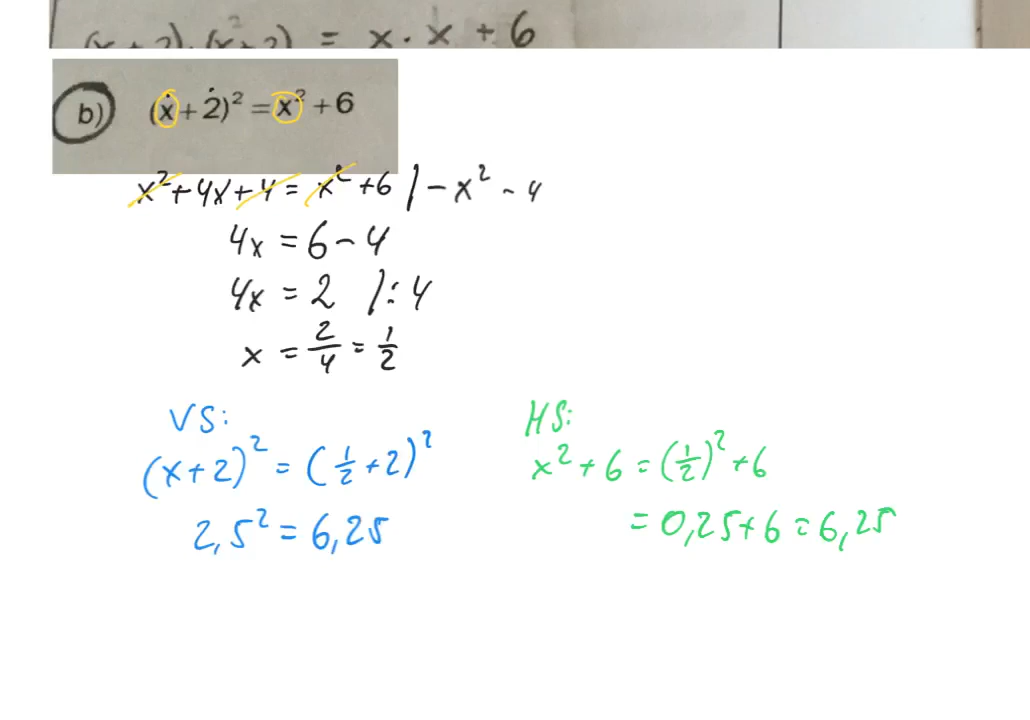 = x · x + 6
b) (x + 2)² = x² + 6
x² + 4x + 4 = x² + 6 | - x² - 4
4x = 6 - 4
4x = 2 |: 4
x = 2/4 = 1/2
VS:
(x + 2)² = (1/2 + 2)²
2,5² = 6,25
HS:
x² + 6 = (1/2)² + 6
= 0,25 + 6 = 6,25